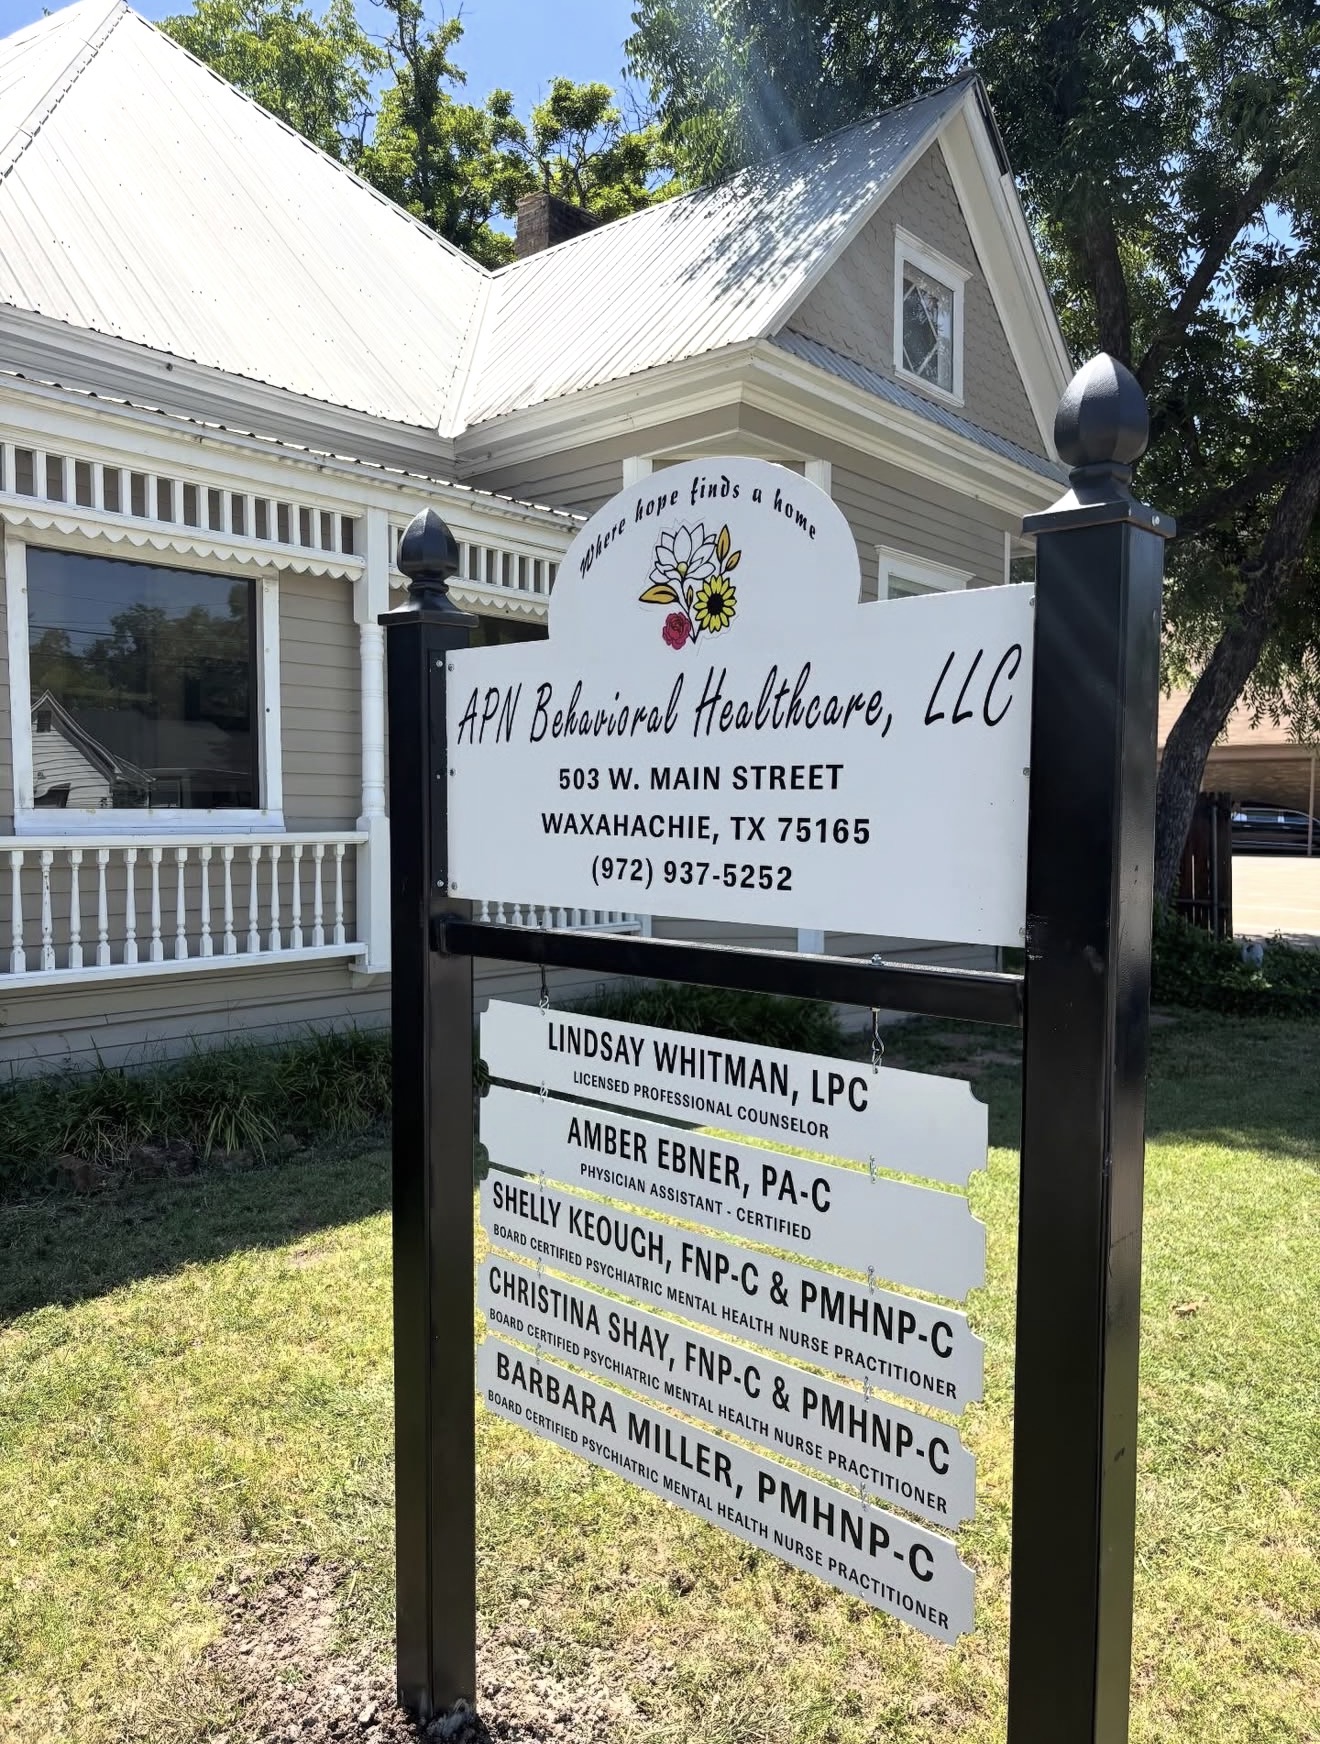 Where hope finds a home
APN Behavioral Healthcare, LLC
503 W. MAIN STREET
WAXAHACHIE, TX 75165
(972) 937-5252
LINDSAY WHITMAN, LPC
LICENSED PROFESSIONAL COUNSELOR
AMBER EBNER, PA-C
PHYSICIAN ASSISTANT - CERTIFIED
SHELLY KEOUGH, FNP-C & PMHNP-C
BOARD CERTIFIED PSYCHIATRIC MENTAL HEALTH NURSE PRACTITIONER
CHRISTINA SHAY, FNP-C & PMHNP-C
BOARD CERTIFIED PSYCHIATRIC MENTAL HEALTH NURSE PRACTITIONER
BARBARA MILLER, PMHNP-C
BOARD CERTIFIED PSYCHIATRIC MENTAL HEALTH NURSE PRACTITIONER